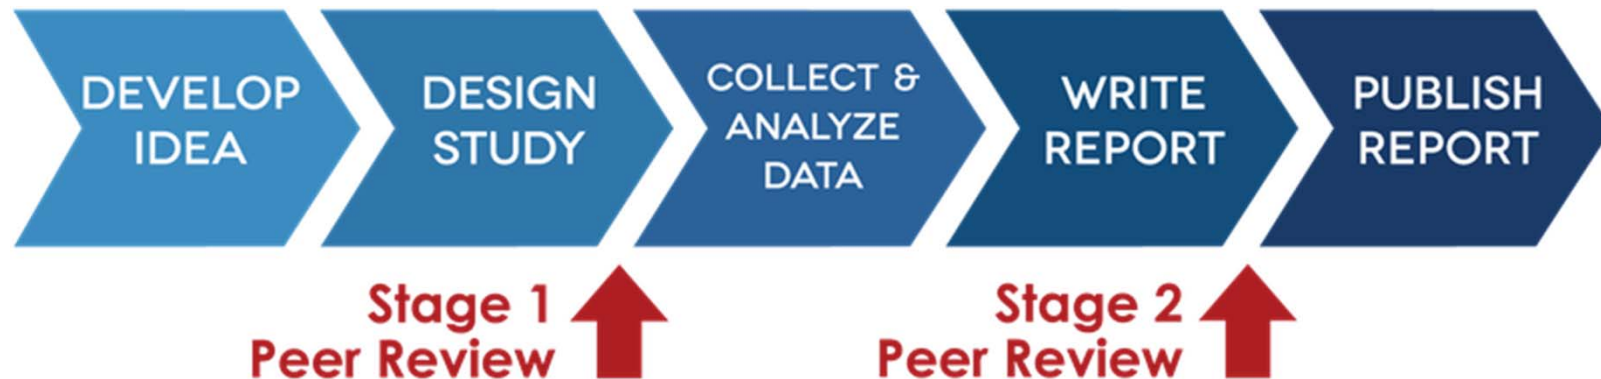 DEVELOP
IDEA
DESIGN
STUDY
COLLECT &
ANALYZE
DATA
WRITE
REPORT
PUBLISH
REPORT
Stage 1
Peer Review
Stage 2
Peer Review